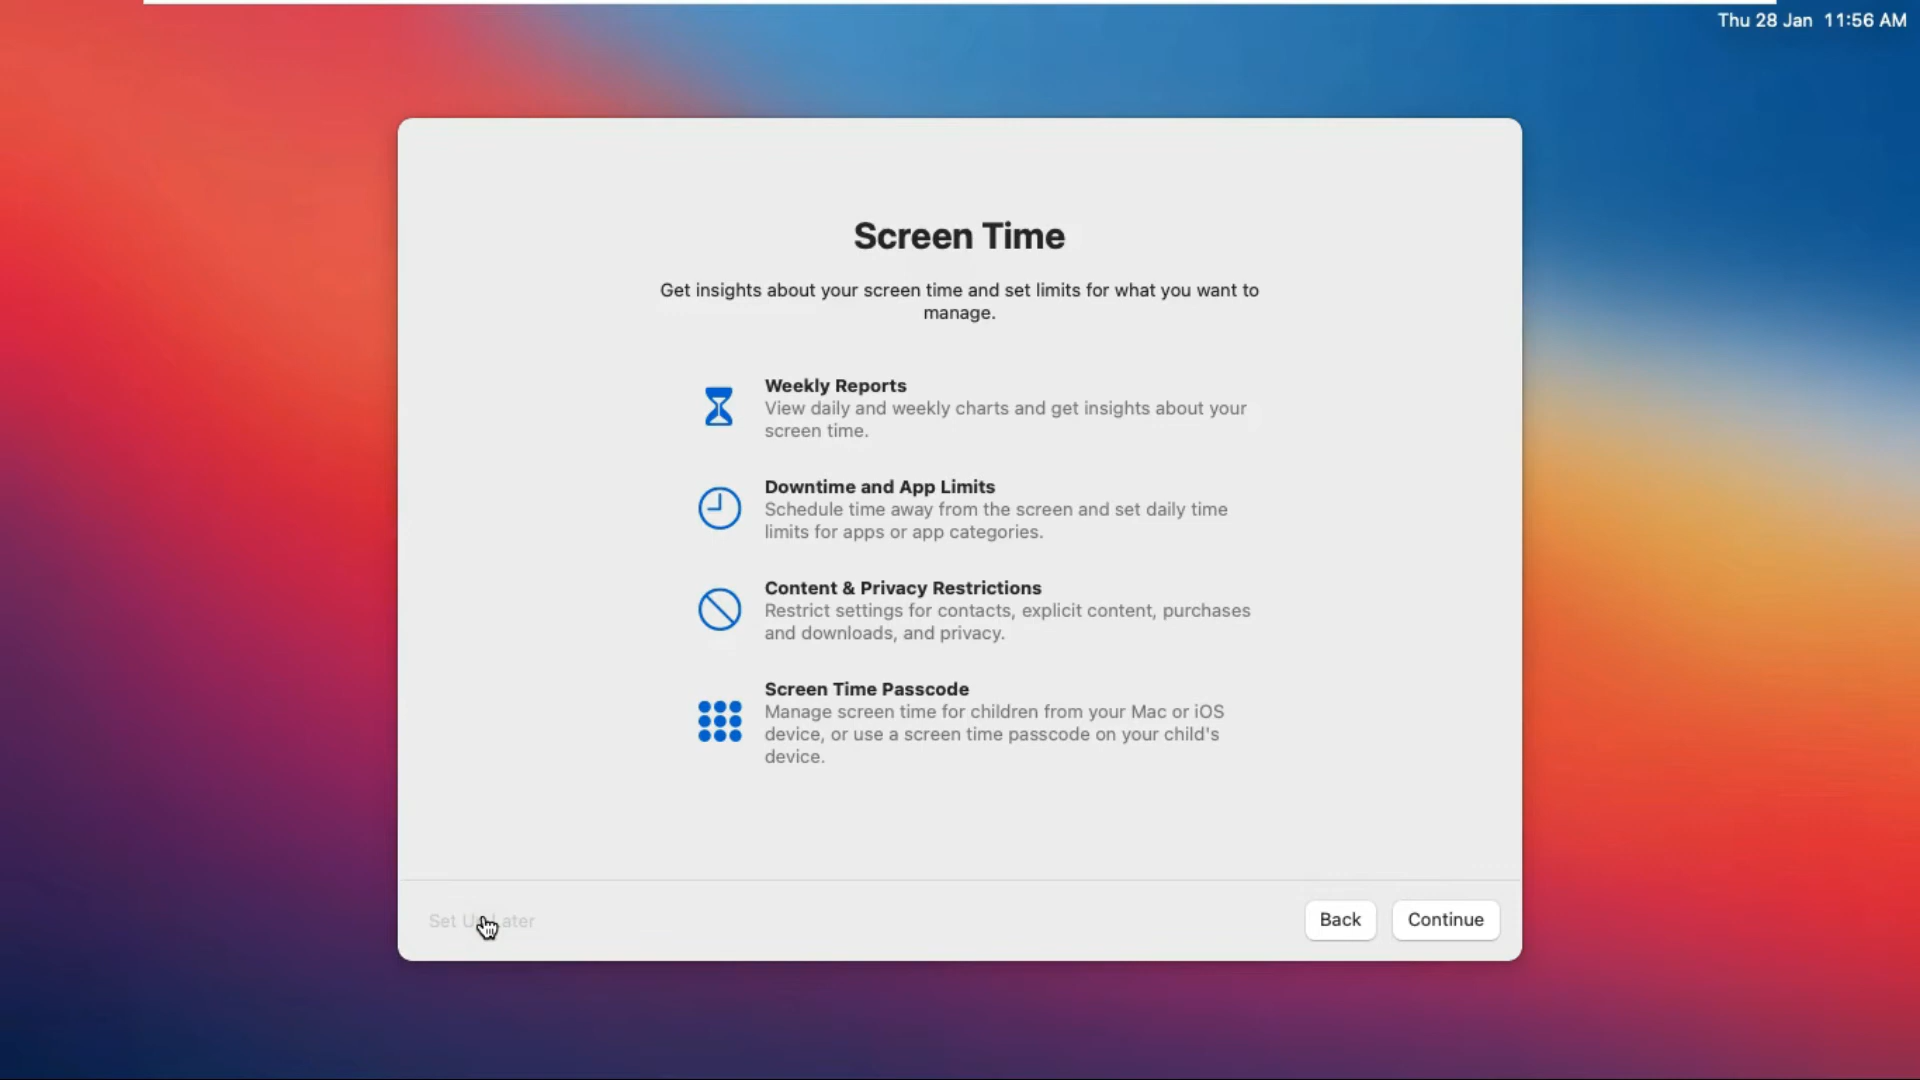 Thu 28 Jan 11:56 AM
Screen Time
Get insights about your screen time and set limits for what you want to
manage.
Weekly Reports
View daily and weekly charts and get insights about your
screen time.
Downtime and App Limits
Schedule time away from the screen and set daily time
limits for apps or app categories.
Content & Privacy Restrictions
Restrict settings for contacts, explicit content, purchases
and downloads, and privacy.
Screen Time Passcode
Manage screen time for children from your Mac or iOS
device, or use a screen time passcode on your child's
device.
Set Up Later
Back
Continue